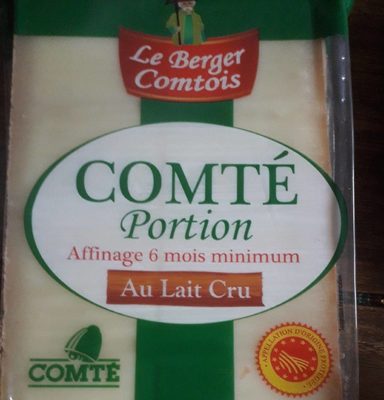 Le Berger
Comtois
COMTÉ
Portion
Affinage 6 mois minimum
Au Lait Cru
COMTÉ
APPELLATION D'ORIGINE PROTÉGÉE